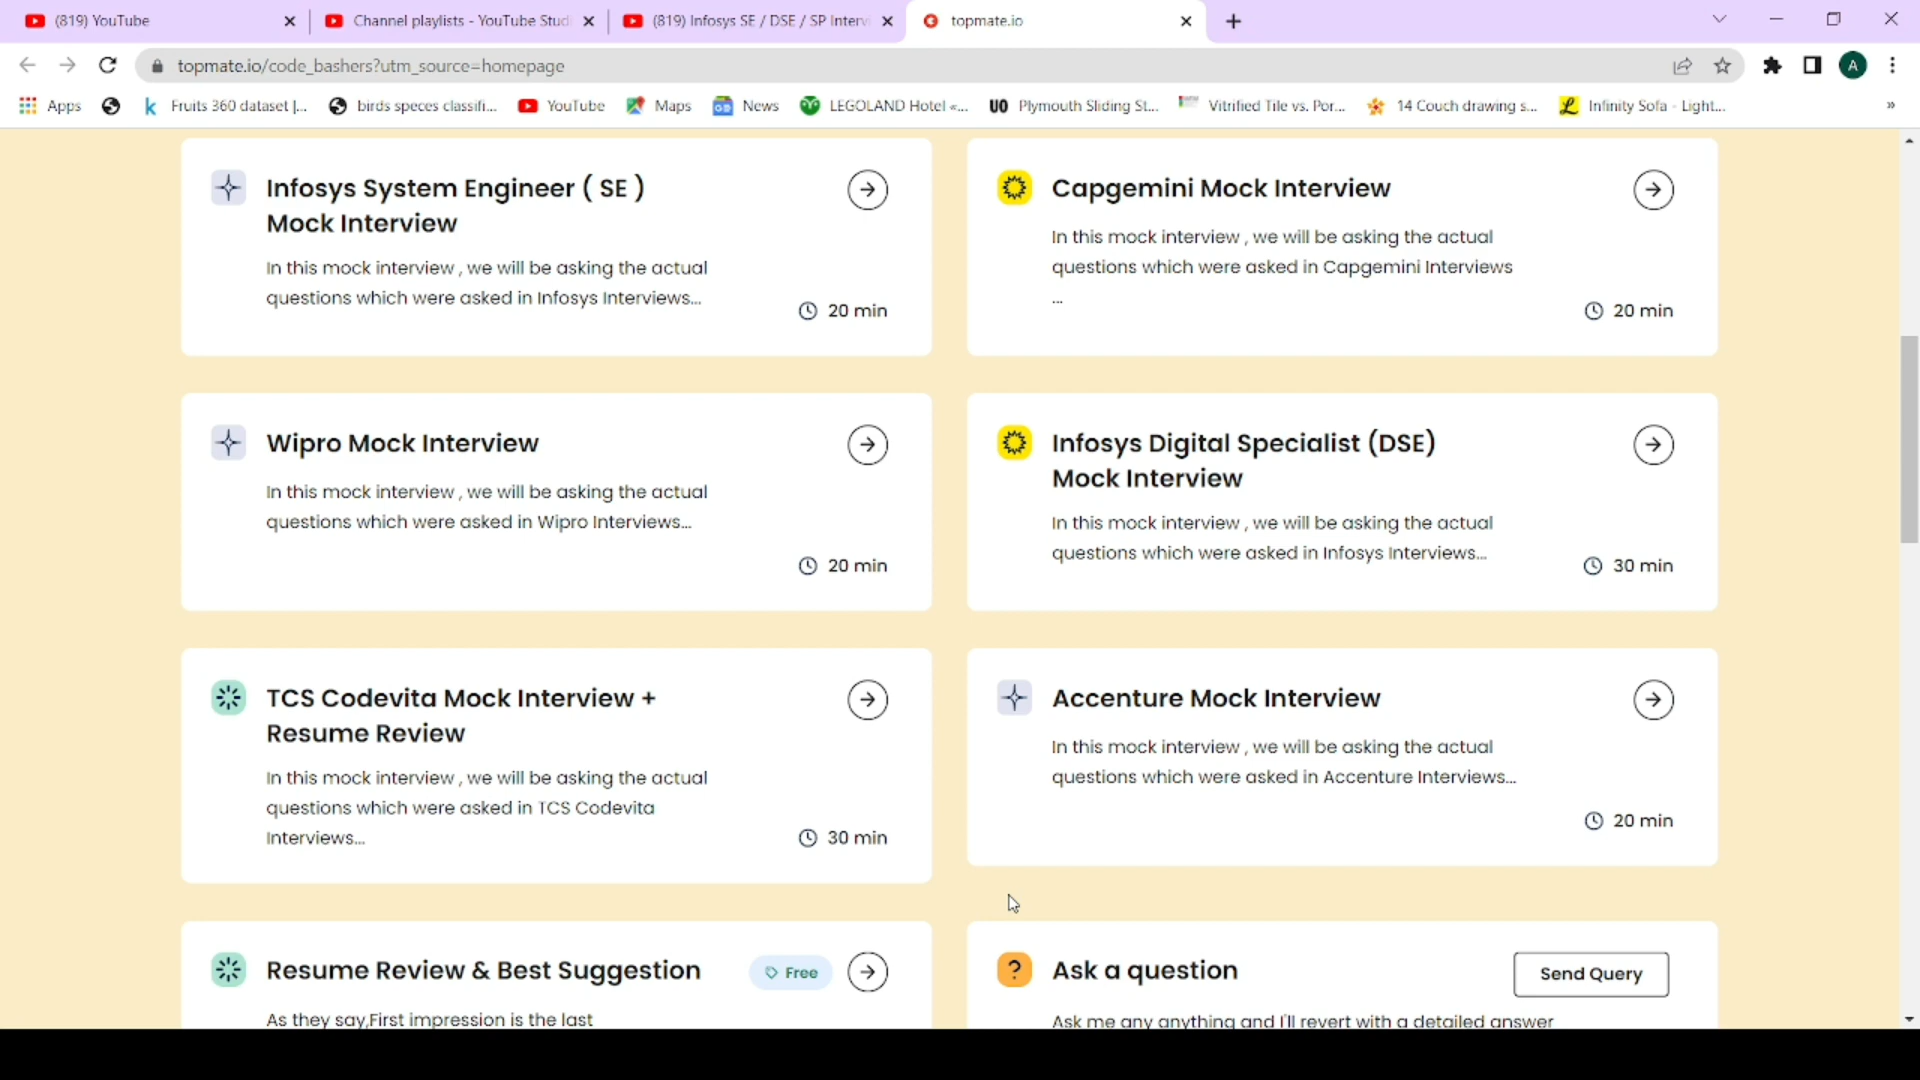 (819) YouTube
Channel playlists - YouTube Stud
(819) Infosys SE / DSE / SP Interv
topmate.io
topmate.io/code_bashers?utm_source=homepage
A
Apps
Fruits 360 dataset |...
birds speces classifi...
YouTube
Maps
News
LEGOLAND Hotel «...
UO Plymouth Sliding St...
Vitrified Tile vs. Por...
14 Couch drawing s...
Infinity Sofa - Light...
»
Infosys System Engineer ( SE )
Mock Interview
In this mock interview , we will be asking the actual
questions which were asked in Infosys Interviews...
20 min
Capgemini Mock Interview
In this mock interview , we will be asking the actual
questions which were asked in Capgemini Interviews
...
20 min
Wipro Mock Interview
In this mock interview , we will be asking the actual
questions which were asked in Wipro Interviews...
20 min
Infosys Digital Specialist (DSE)
Mock Interview
In this mock interview , we will be asking the actual
questions which were asked in Infosys Interviews...
30 min
TCS Codevita Mock Interview +
Resume Review
In this mock interview , we will be asking the actual
questions which were asked in TCS Codevita
Interviews...
30 min
Accenture Mock Interview
In this mock interview , we will be asking the actual
questions which were asked in Accenture Interviews...
20 min
Resume Review & Best Suggestion
Free
As they say,First impression is the last
? Ask a question
Send Query
Ask me any anything and I'll revert with a detailed answer